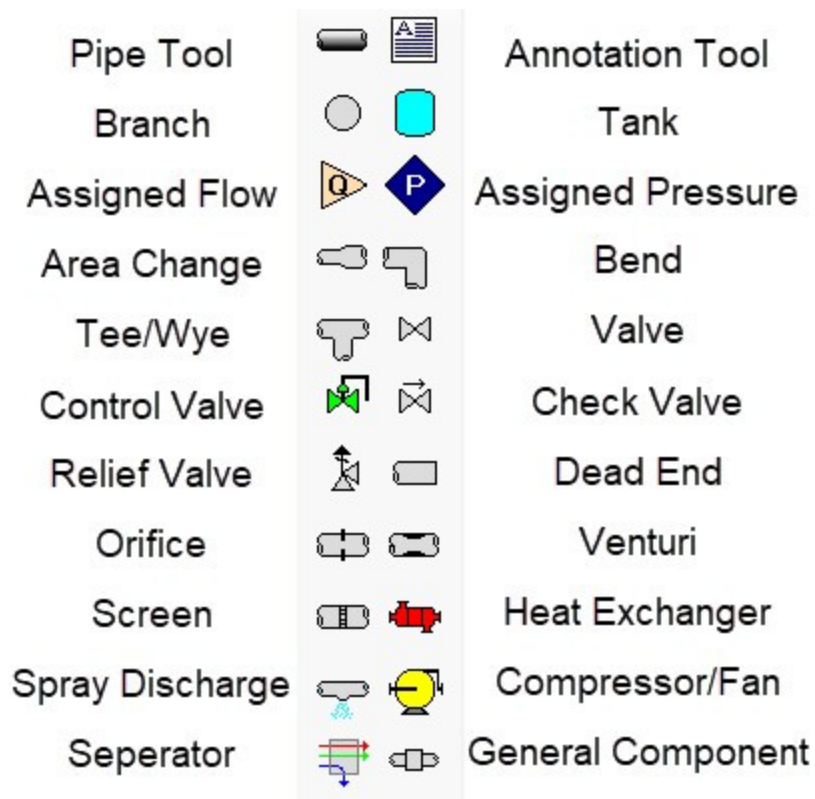 Pipe Tool A Annotation Tool
Branch Tank
Assigned Flow Q P Assigned Pressure
Area Change Bend
Tee/Wye Valve
Control Valve Check Valve
Relief Valve Dead End
Orifice Venturi
Screen Heat Exchanger
Spray Discharge Compressor/Fan
Seperator General Component